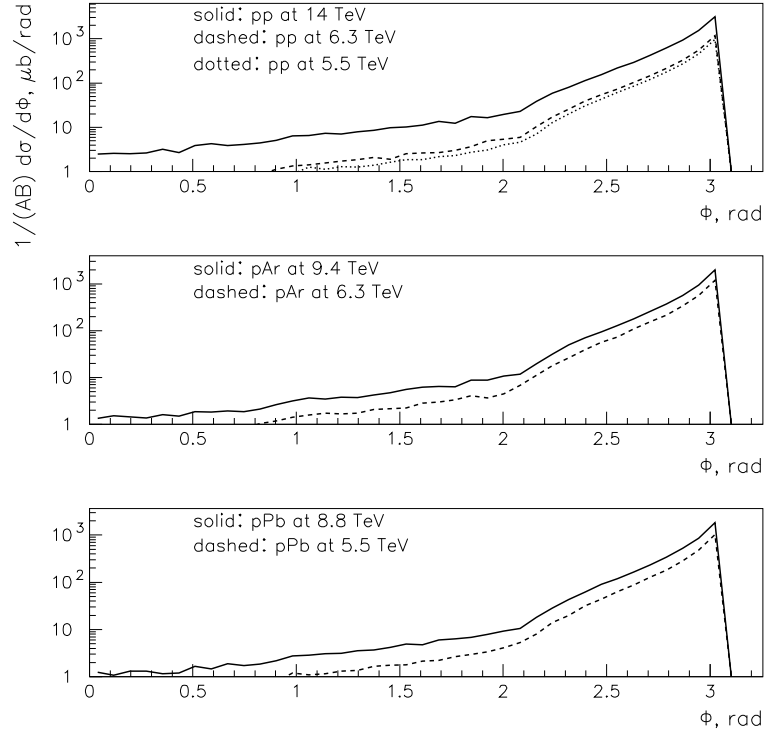 1/(AB) dσ/dΦ, μb/rad
solid: pp at 14 TeV
dashed: pp at 6.3 TeV
dotted: pp at 5.5 TeV
10³
10²
10
1
0 0.5 1 1.5 2 2.5 3
Φ, rad
solid: pAr at 9.4 TeV
dashed: pAr at 6.3 TeV
10³
10²
10
1
0 0.5 1 1.5 2 2.5 3
Φ, rad
solid: pPb at 8.8 TeV
dashed: pPb at 5.5 TeV
10³
10²
10
1
0 0.5 1 1.5 2 2.5 3
Φ, rad